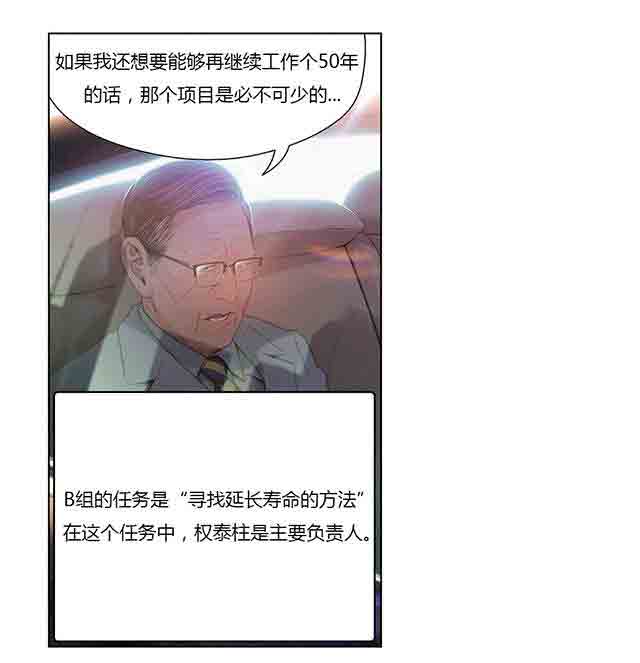 如果我还想要能够再继续工作个50年
的话，那个项目是必不可少的...
B组的任务是“寻找延长寿命的方法”
在这个任务中，权泰柱是主要负责人。